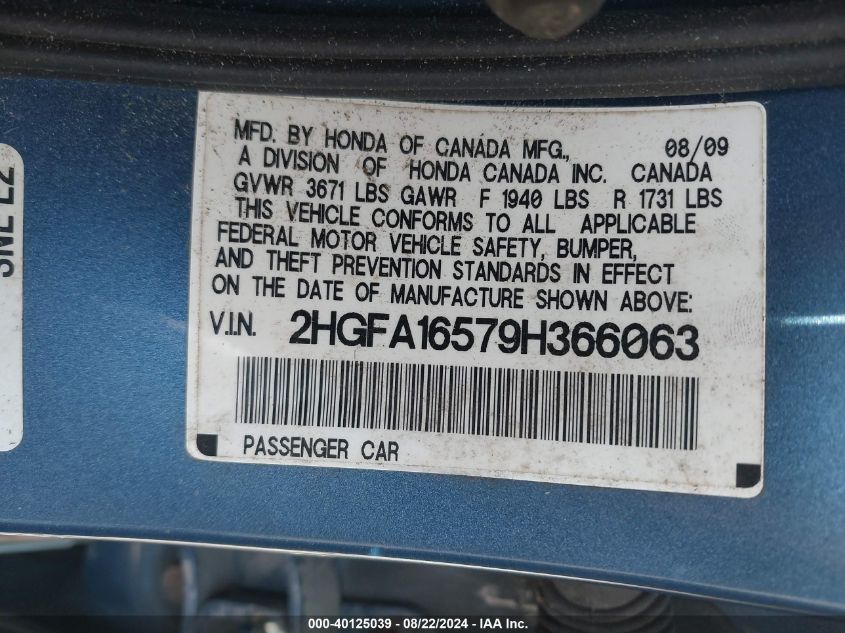 MFD. BY HONDA OF CANADA MFG., 08/09
A DIVISION OF HONDA CANADA INC. CANADA
GVWR 3671 LBS GAWR F 1940 LBS R 1731 LBS
THIS VEHICLE CONFORMS TO ALL APPLICABLE
FEDERAL MOTOR VEHICLE SAFETY, BUMPER,
AND THEFT PREVENTION STANDARDS IN EFFECT
ON THE DATE OF MANUFACTURE SHOWN ABOVE:
V.I.N. 2HGFA16579H366063
PASSENGER CAR
000-40125039 - 08/22/2024 - IAA Inc.